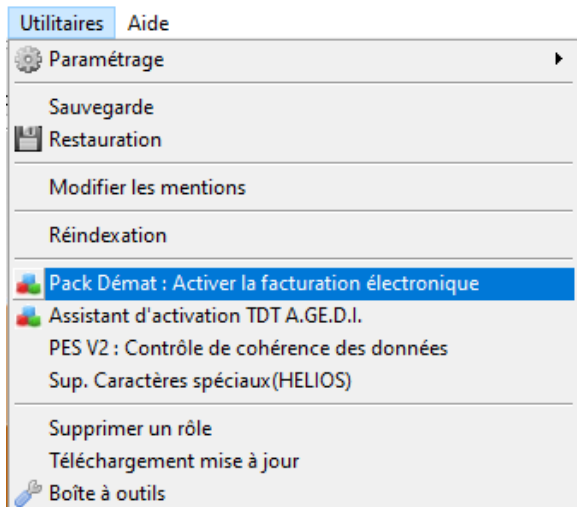 Utilitaires Aide
Paramétrage
Sauvegarde
Restauration
Modifier les mentions
Réindexation
Pack Démat : Activer la facturation électronique
Assistant d'activation TDT A.GE.D.I.
PES V2 : Contrôle de cohérence des données
Sup. Caractères spéciaux(HELIOS)
Supprimer un rôle
Téléchargement mise à jour
Boîte à outils